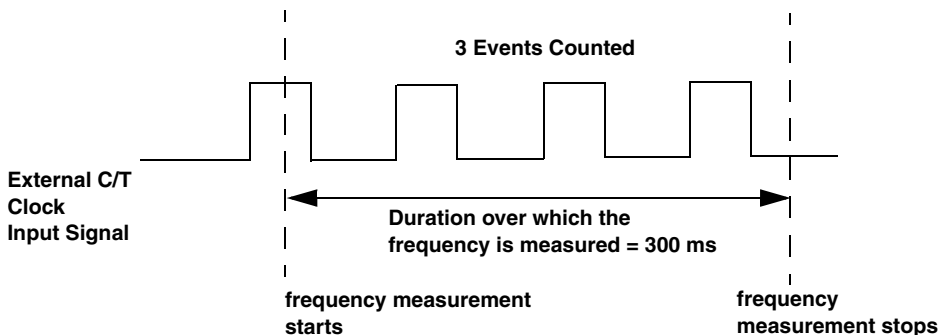 3 Events Counted
External C/T
Clock
Input Signal
Duration over which the
frequency is measured = 300 ms
frequency measurement
starts
frequency
measurement stops